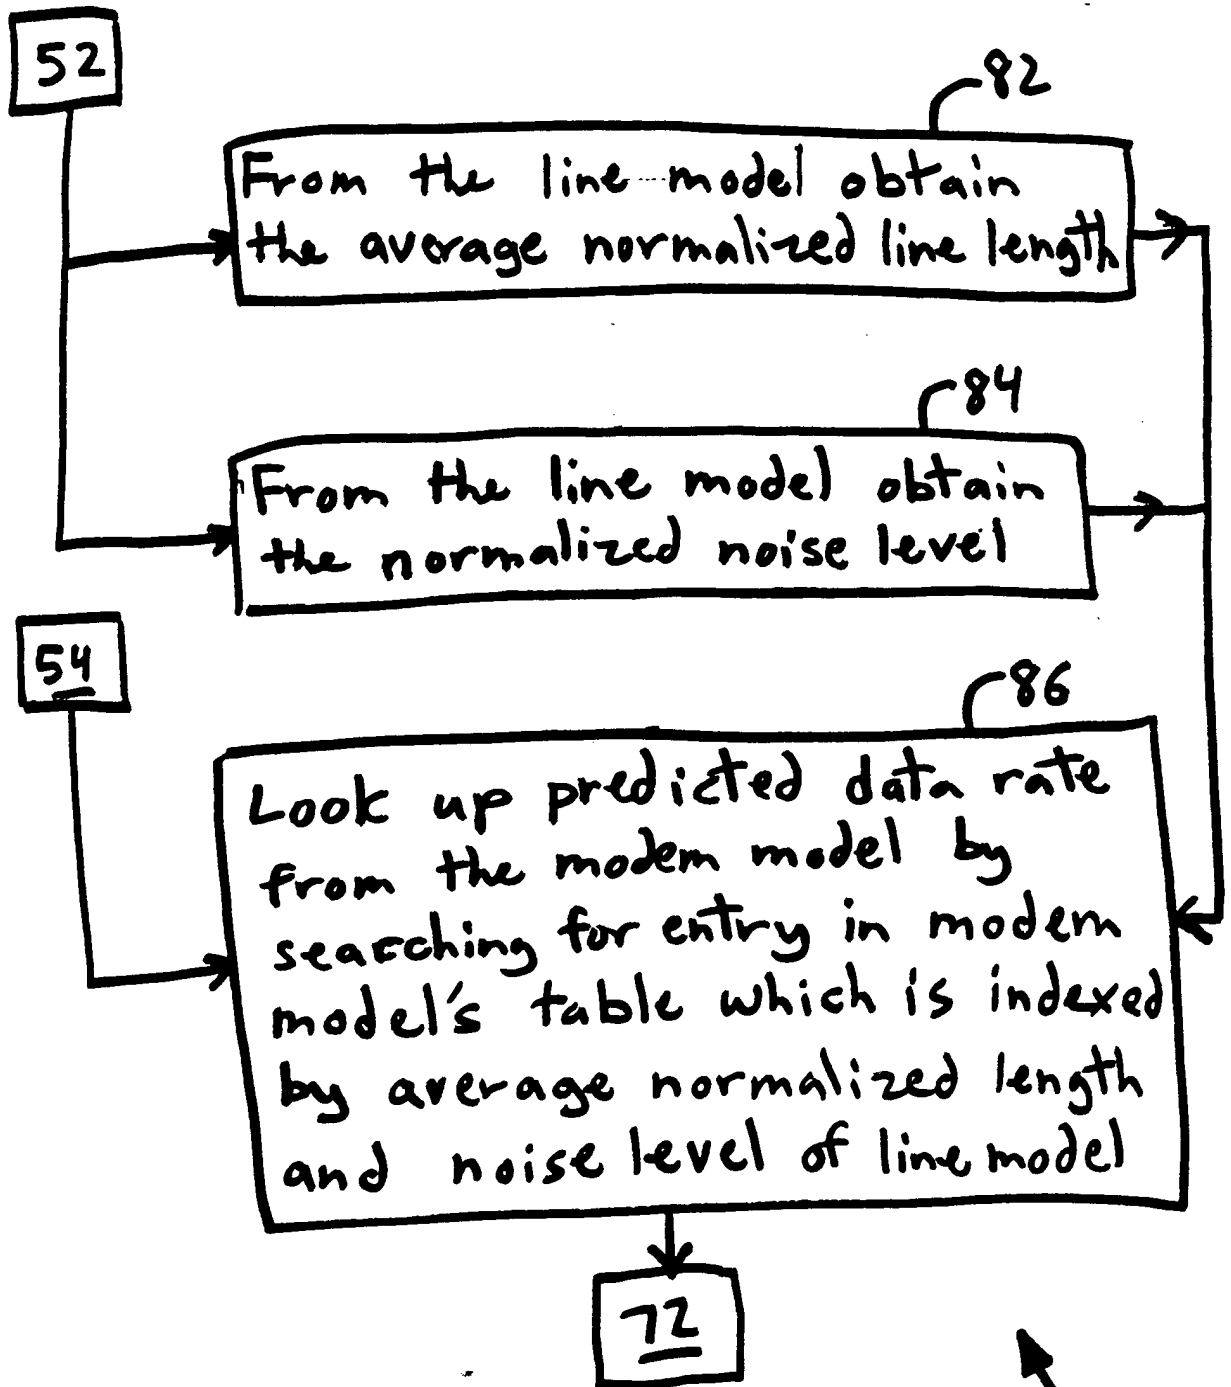 52
82
From the line model obtain
the average normalized line length
84
From the line model obtain
the normalized noise level
54
86
Look up predicted data rate
from the modem model by
searching for entry in modem
model's table which is indexed
by average normalized length
and noise level of line model
72